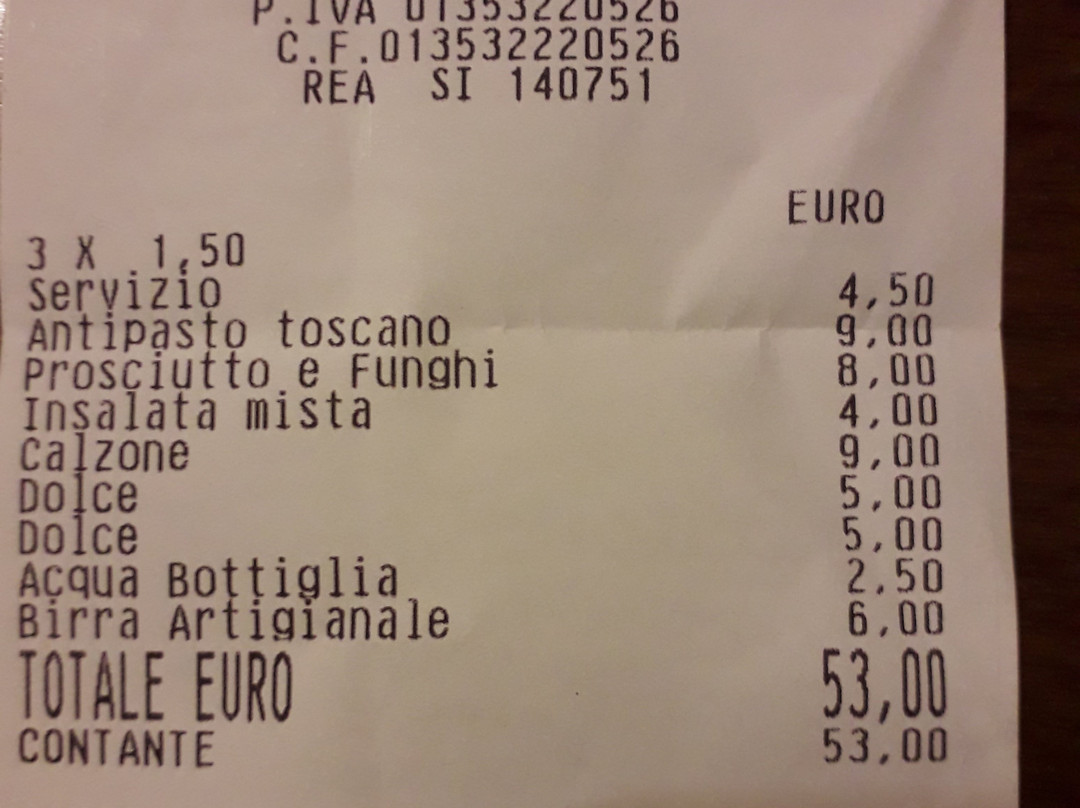 P.IVA 01353220526
C.F.013532220526
REA SI 140751
EURO
3 X 1,50
Servizio 4,50
Antipasto toscano 9,00
Prosciutto e Funghi 8,00
Insalata mista 4,00
Calzone 9,00
Dolce 5,00
Dolce 5,00
Acqua Bottiglia 2,50
Birra Artigianale 6,00
TOTALE EURO 53,00
CONTANTE 53,00